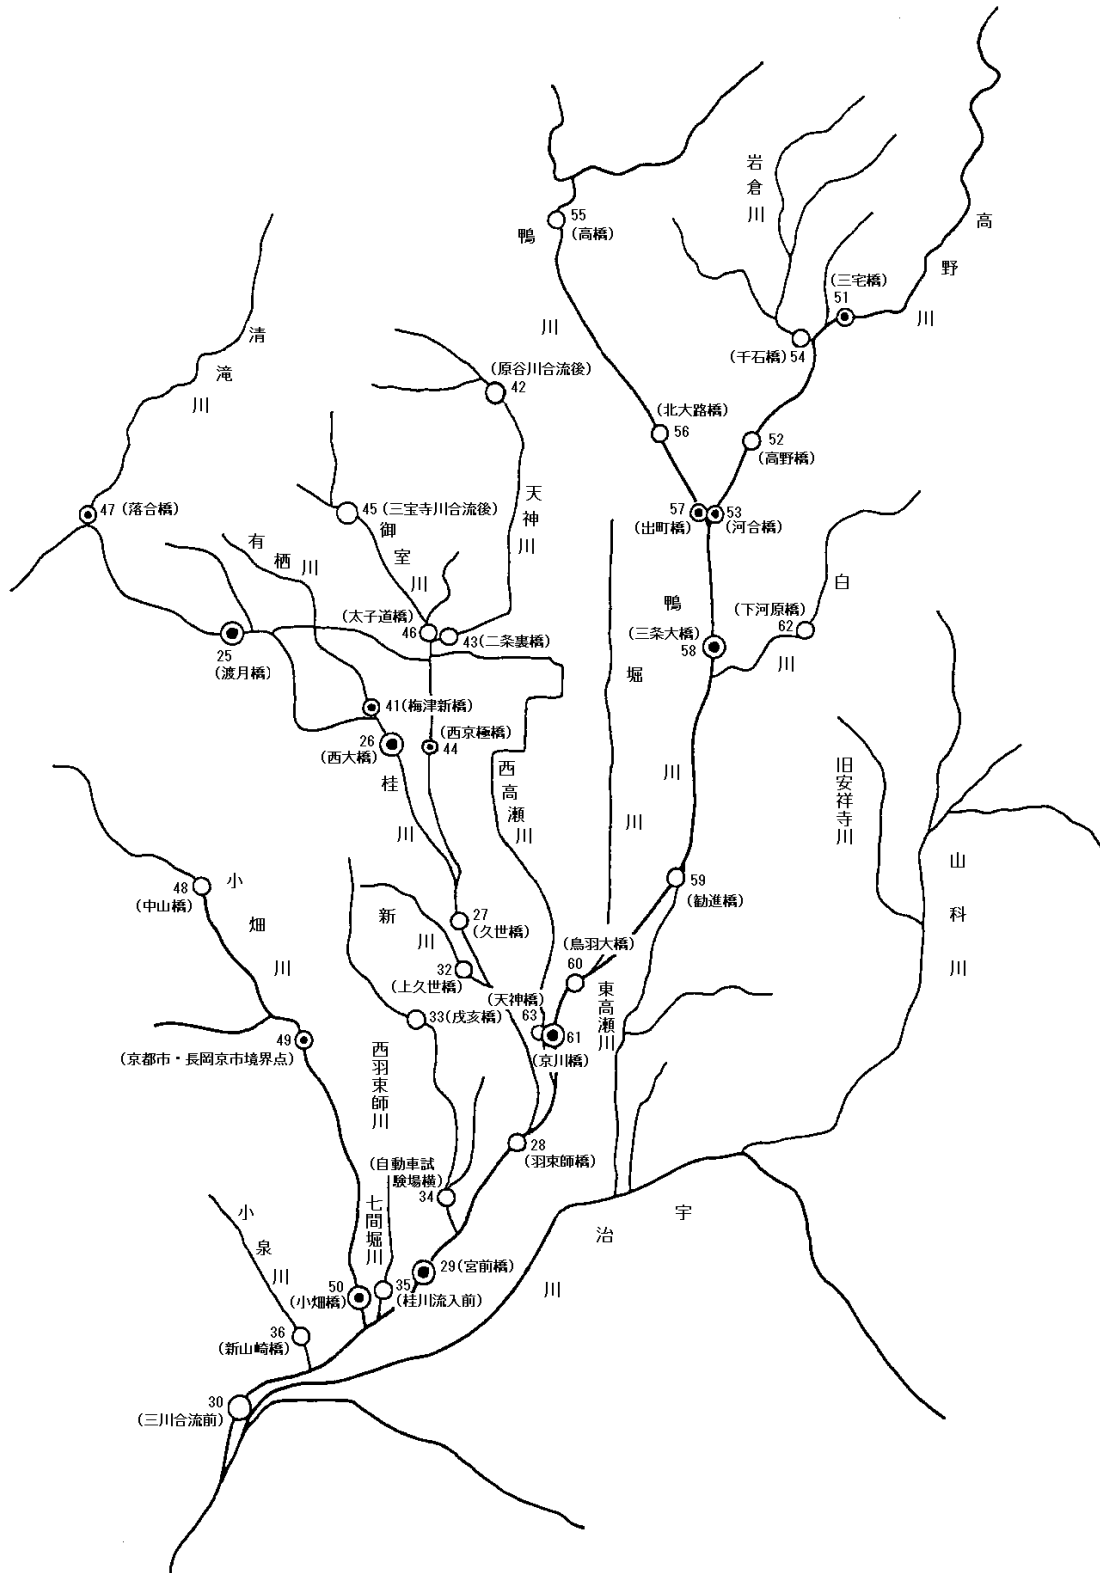 岩倉川
高野川
55
(高橋)
鴨川
(三宅橋)
51
(千石橋) 54
清滝川
(原谷川合流後)
42
(北大路橋)
56
52
(高野橋)
47 (落合橋)
45 (三宝寺川合流後)
御室川
天神川
57
(出町橋)
53
(河合橋)
有栖川
白川
(太子道橋)
46
43 (二条裏橋)
鴨川
(下河原橋)
62
(三条大橋)
58
25
(渡月橋)
堀川
41 (梅津新橋)
26
(西大橋)
(西京極橋)
44
桂川
西高瀬川
旧安祥寺川
山科川
48
(中山橋)
小畑川
59
(勧進橋)
新川
27
(久世橋)
(鳥羽大橋)
60
32
(上久世橋)
(天神橋)
63
33 (戌亥橋)
東高瀬川
61
(京川橋)
49
(京都市・長岡京市境界点)
西羽束師川
28
(羽束師橋)
(自動車試
験場横)
34
七間堀川
小泉川
宇治川
29 (宮前橋)
50
(小畑橋)
35
(桂川流入前)
36
(新山崎橋)
30
(三川合流前)